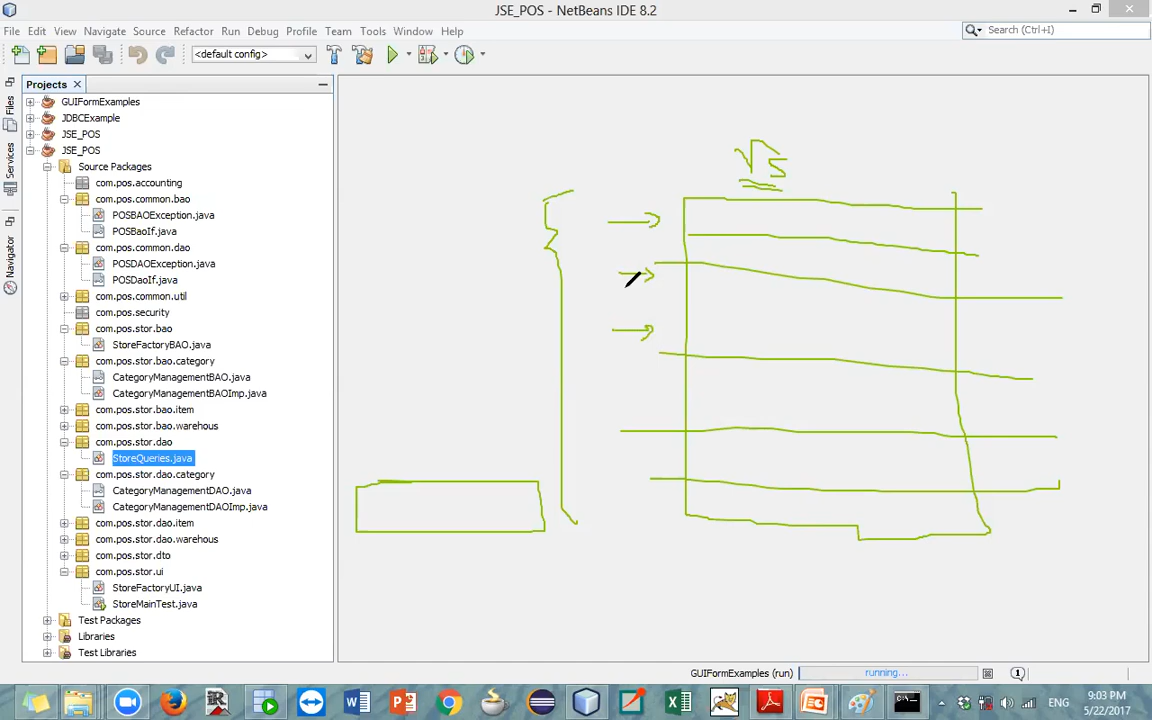 JSE_POS - NetBeans IDE 8.2
File Edit View Navigate Source Refactor Run Debug Profile Team Tools Window Help
Search (Ctrl+I)
<default config>
Projects
Files
Services
Navigator
GUIFormExamples
JDBCExample
JSE_POS
JSE_POS
Source Packages
com.pos.accounting
com.pos.common.bao
POSBAOException.java
POSBaoIf.java
com.pos.common.dao
POSDAOException.java
POSDaoIf.java
com.pos.common.util
com.pos.security
com.pos.stor.bao
StoreFactoryBAO.java
com.pos.stor.bao.category
CategoryManagementBAO.java
CategoryManagementBAOImp.java
com.pos.stor.bao.item
com.pos.stor.bao.warehous
com.pos.stor.dao
StoreQueries.java
com.pos.stor.dao.category
CategoryManagementDAO.java
CategoryManagementDAOImp.java
com.pos.stor.dao.item
com.pos.stor.dao.warehous
com.pos.stor.dto
com.pos.stor.ui
StoreFactoryUI.java
StoreMainTest.java
Test Packages
Libraries
Test Libraries
GUIFormExamples (run)
running...
1
ENG
9:03 PM
5/22/2017